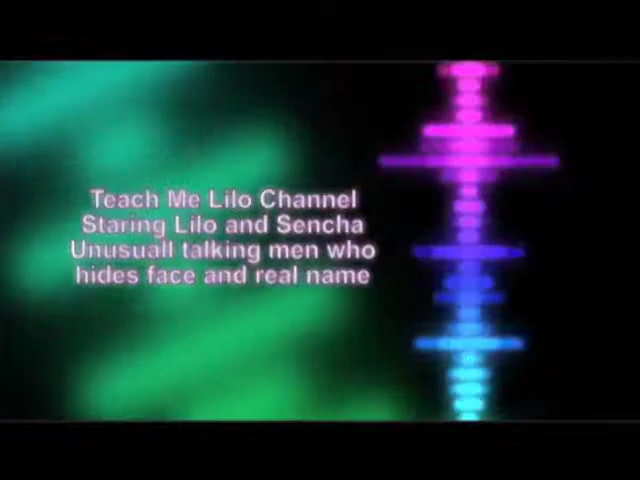 Teach Me Lilo Channel
Staring Lilo and Sencha
Unusuall talking men who
hides face and real name